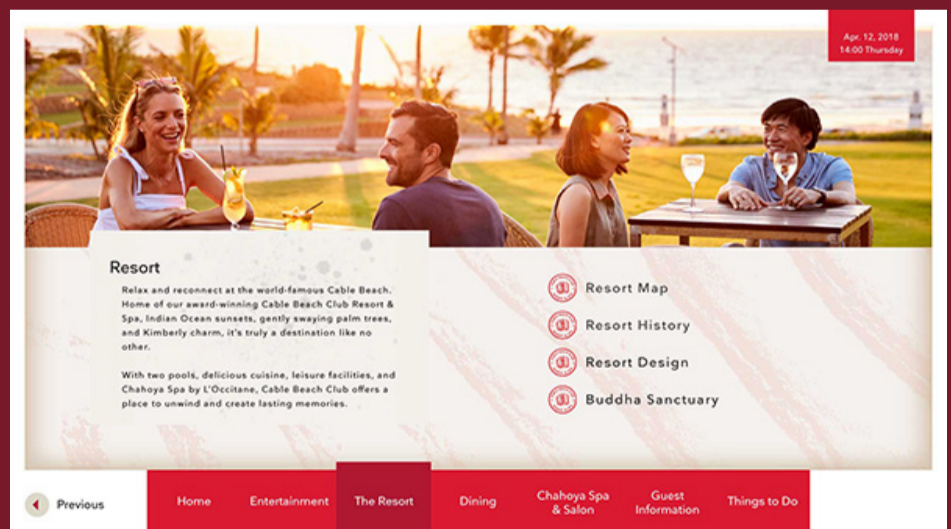 Apr. 12, 2018
14:00 Thursday
Resort
Relax and reconnect at the world-famous Cable Beach.
Home of our award-winning Cable Beach Club Resort &
Spa, Indian Ocean sunsets, gently swaying palm trees,
and Kimberly charm, it's truly a destination like no
other.
With two pools, delicious cuisine, leisure facilities, and
Chahoya Spa by L'Occitane, Cable Beach Club offers a
place to unwind and create lasting memories.
Resort Map
Resort History
Resort Design
Buddha Sanctuary
Previous
Home
Entertainment
The Resort
Dining
Chahoya Spa
& Salon
Guest
Information
Things to Do